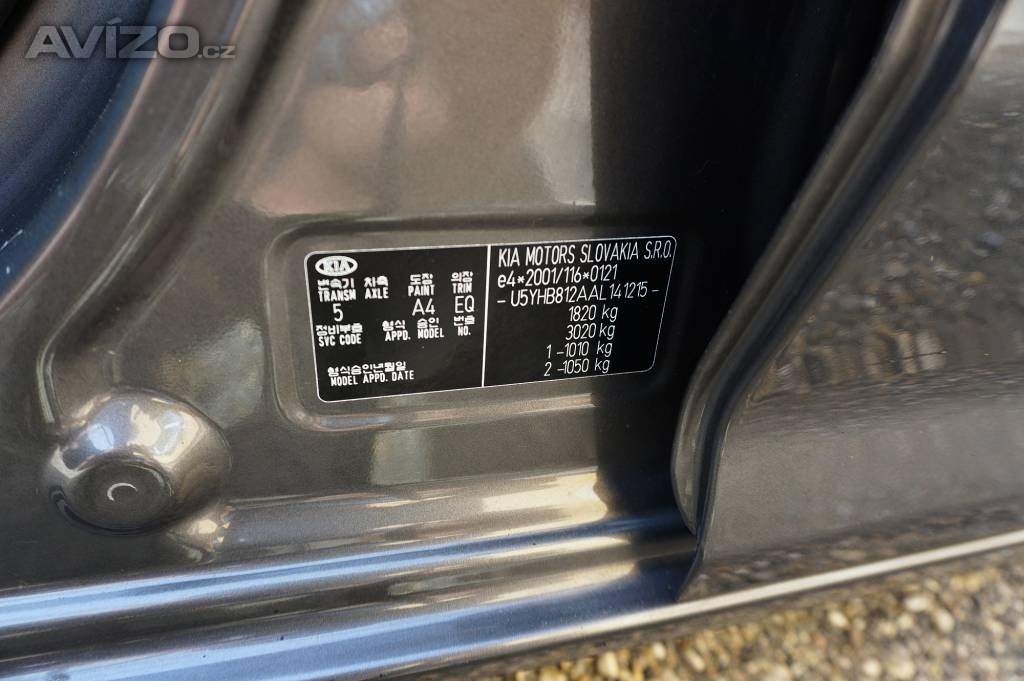 AVÍZO.cz
KIA
변속기 차축 도장 외장
TRANSM AXLE PAINT TRIM
5 A4 EQ
정비부호 형식 승인 번호
SVC CODE APPD. MODEL NO.
형식승인년월일
MODEL APPD. DATE
KIA MOTORS SLOVAKIA S.R.O.
e4*2001/116*0121
- U5YHB812AAL141215 -
1820 kg
3020 kg
1 -1010 kg
2 -1050 kg